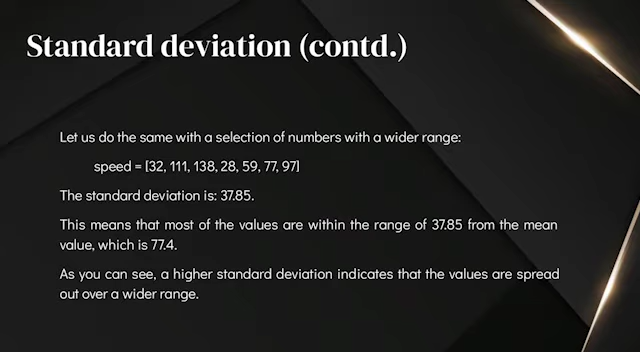 Standard deviation (contd.)
Let us do the same with a selection of numbers with a wider range:
speed = [32, 111, 138, 28, 59, 77, 97]
The standard deviation is: 37.85.
This means that most of the values are within the range of 37.85 from the mean
value, which is 77.4.
As you can see, a higher standard deviation indicates that the values are spread
out over a wider range.